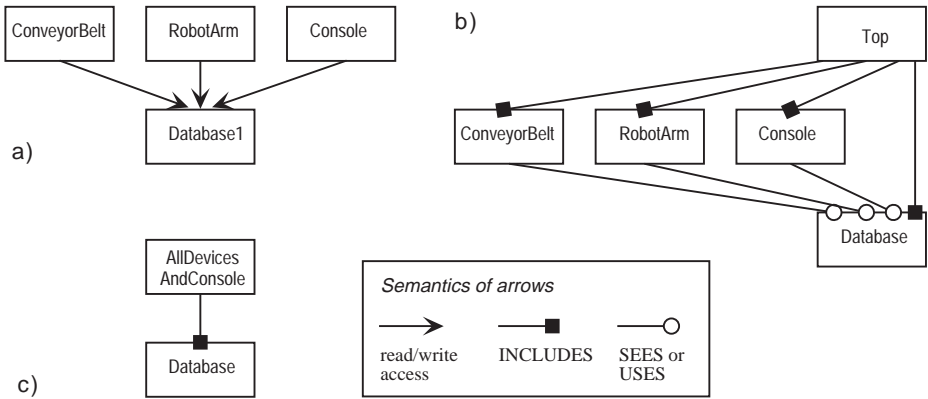 a)
ConveyorBelt
RobotArm
Console
Database1
b)
Top
ConveyorBelt
RobotArm
Console
Database
c)
AllDevices
AndConsole
Database
Semantics of arrows
read/write
access
INCLUDES
SEES or
USES